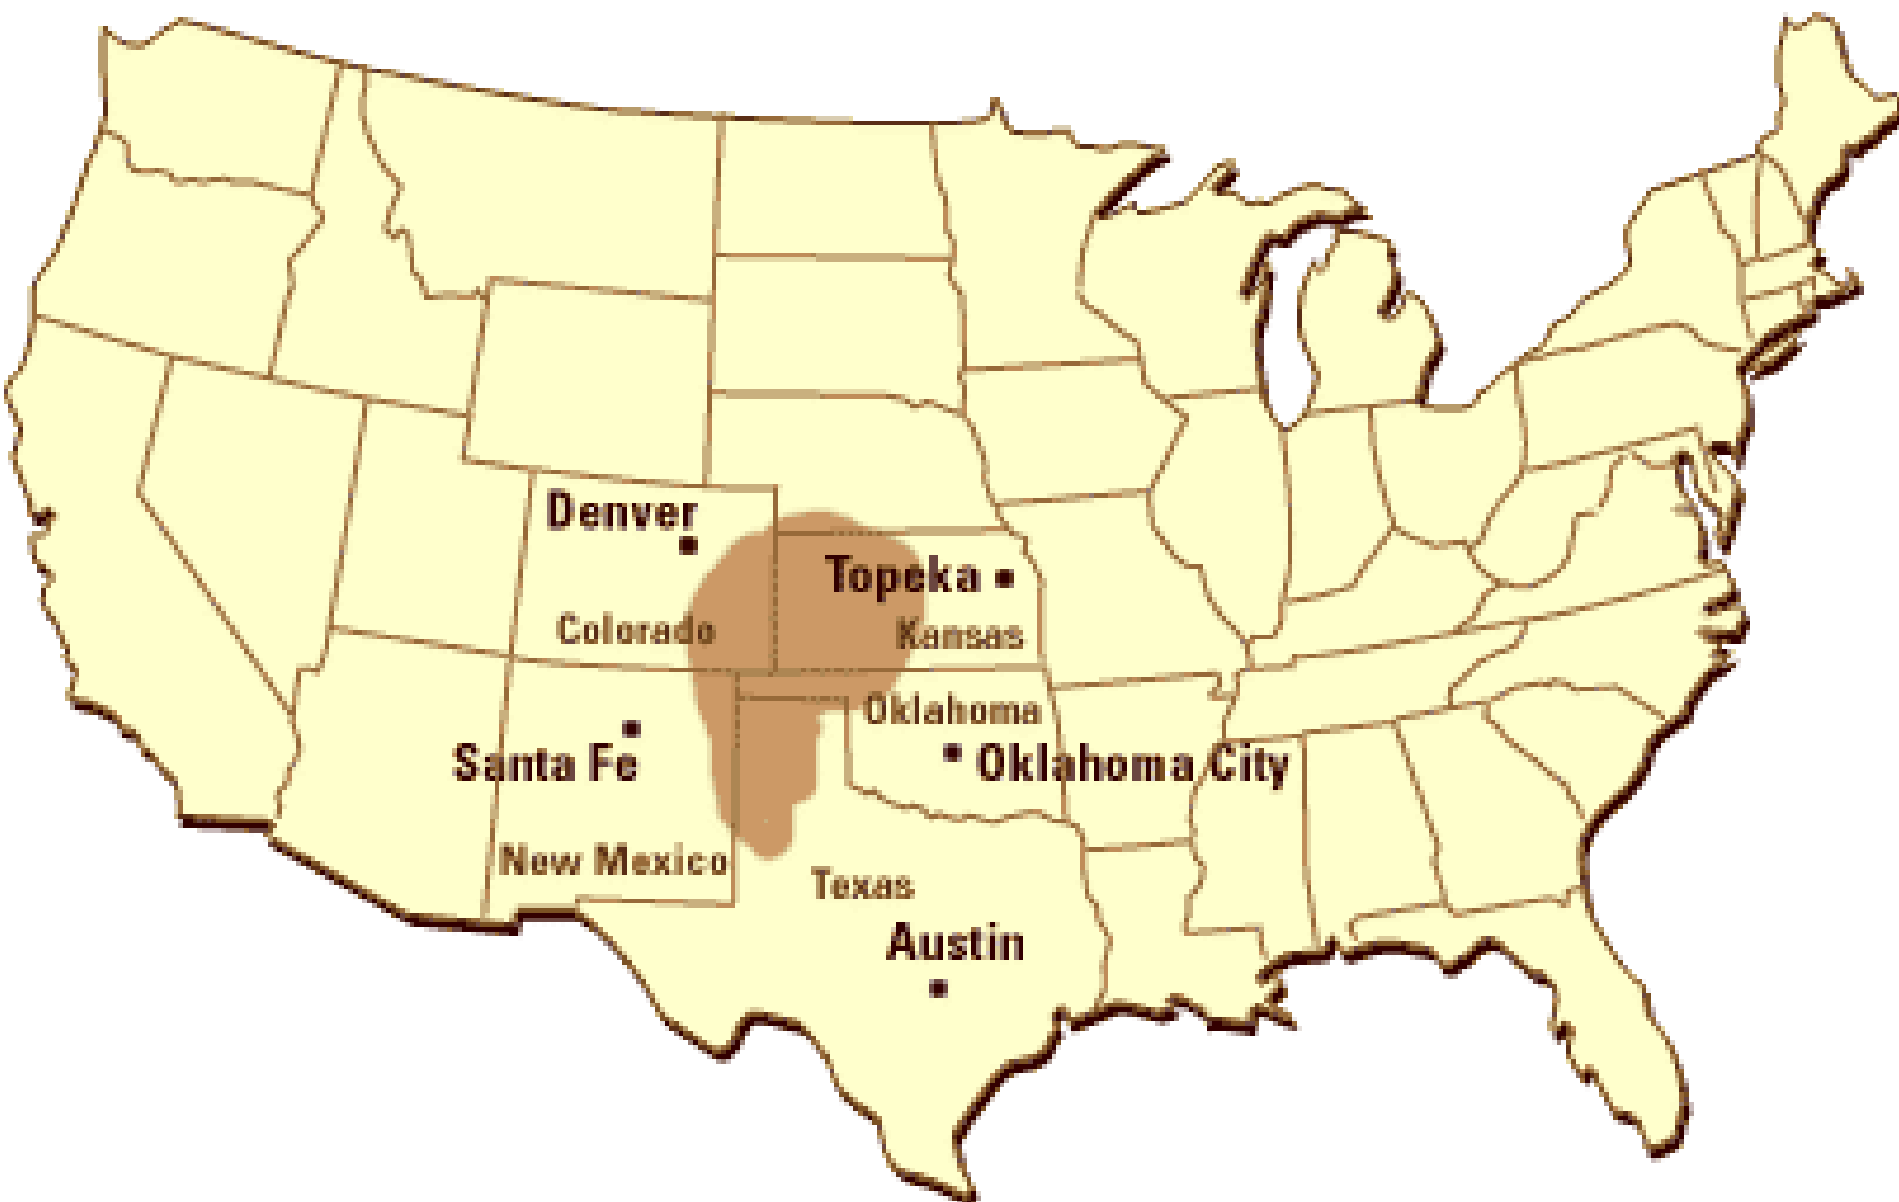 Denver
Topeka
Colorado
Kansas
Oklahoma
Santa Fe
Oklahoma City
New Mexico
Texas
Austin